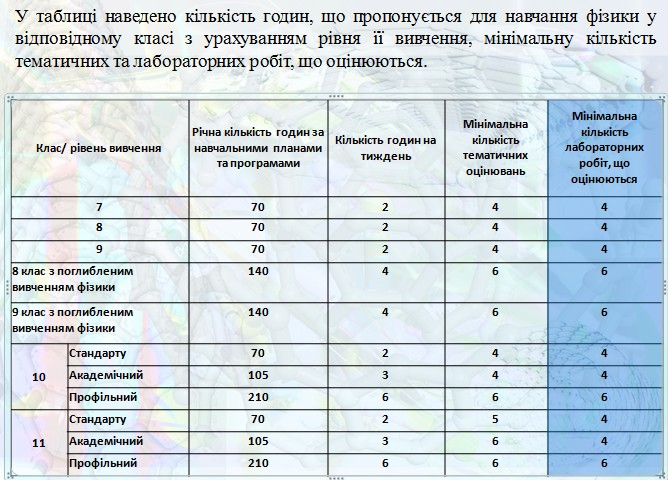 У таблиці наведено кількість годин, що пропонується для навчання фізики у
відповідному класі з урахуванням рівня її вивчення, мінімальну кількість
тематичних та лабораторних робіт, що оцінюються.
Клас/ рівень вивчення
Річна кількість годин за
навчальними планами
та програмами
Кількість годин на
тиждень
Мінімальна
кількість
тематичних
оцінювань
Мінімальна
кількість
лабораторних
робіт, що
оцінюються
7 70 2 4 4
8 70 2 4 4
9 70 2 4 4
8 клас з поглибленим
вивченням фізики
140 4 6 6
9 клас з поглибленим
вивченням фізики
140 4 6 6
10
Стандарту 70 2 4 4
Академічний 105 3 4 4
Профільний 210 6 6 6
11
Стандарту 70 2 5 4
Академічний 105 3 6 4
Профільний 210 6 6 6